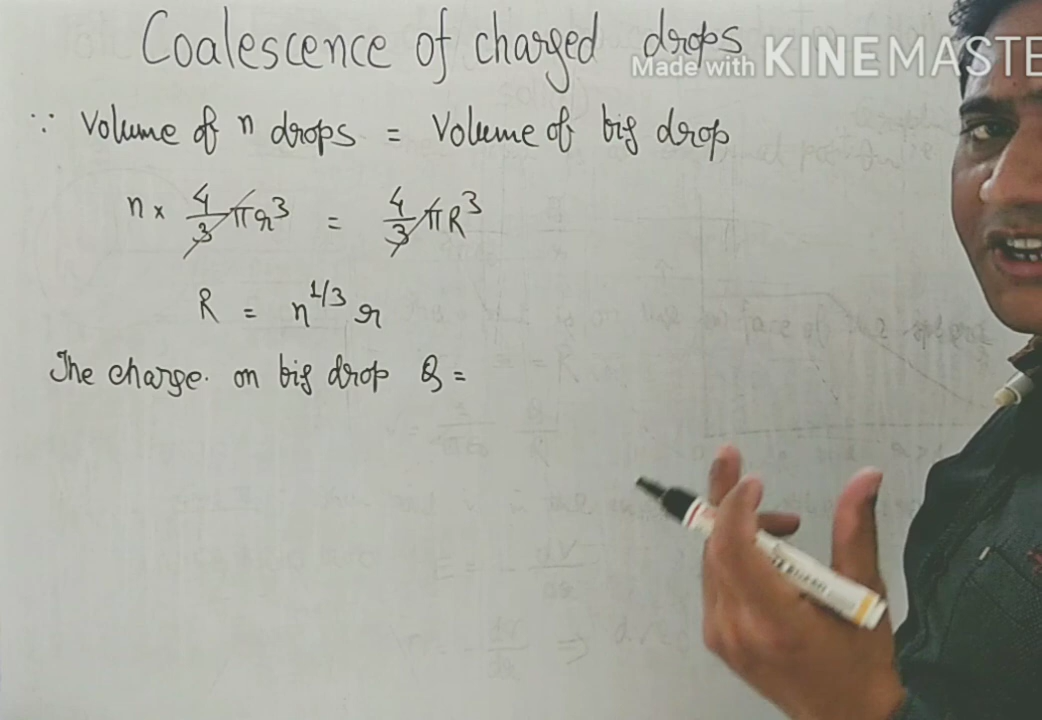 Coalescence of charged drops
Made with KINEMASTE
∵ Volume of n drops = Volume of big drop
n × 4/3 πr³ = 4/3 πR³
R = n^1/3 r
The charge. on big drop Q =